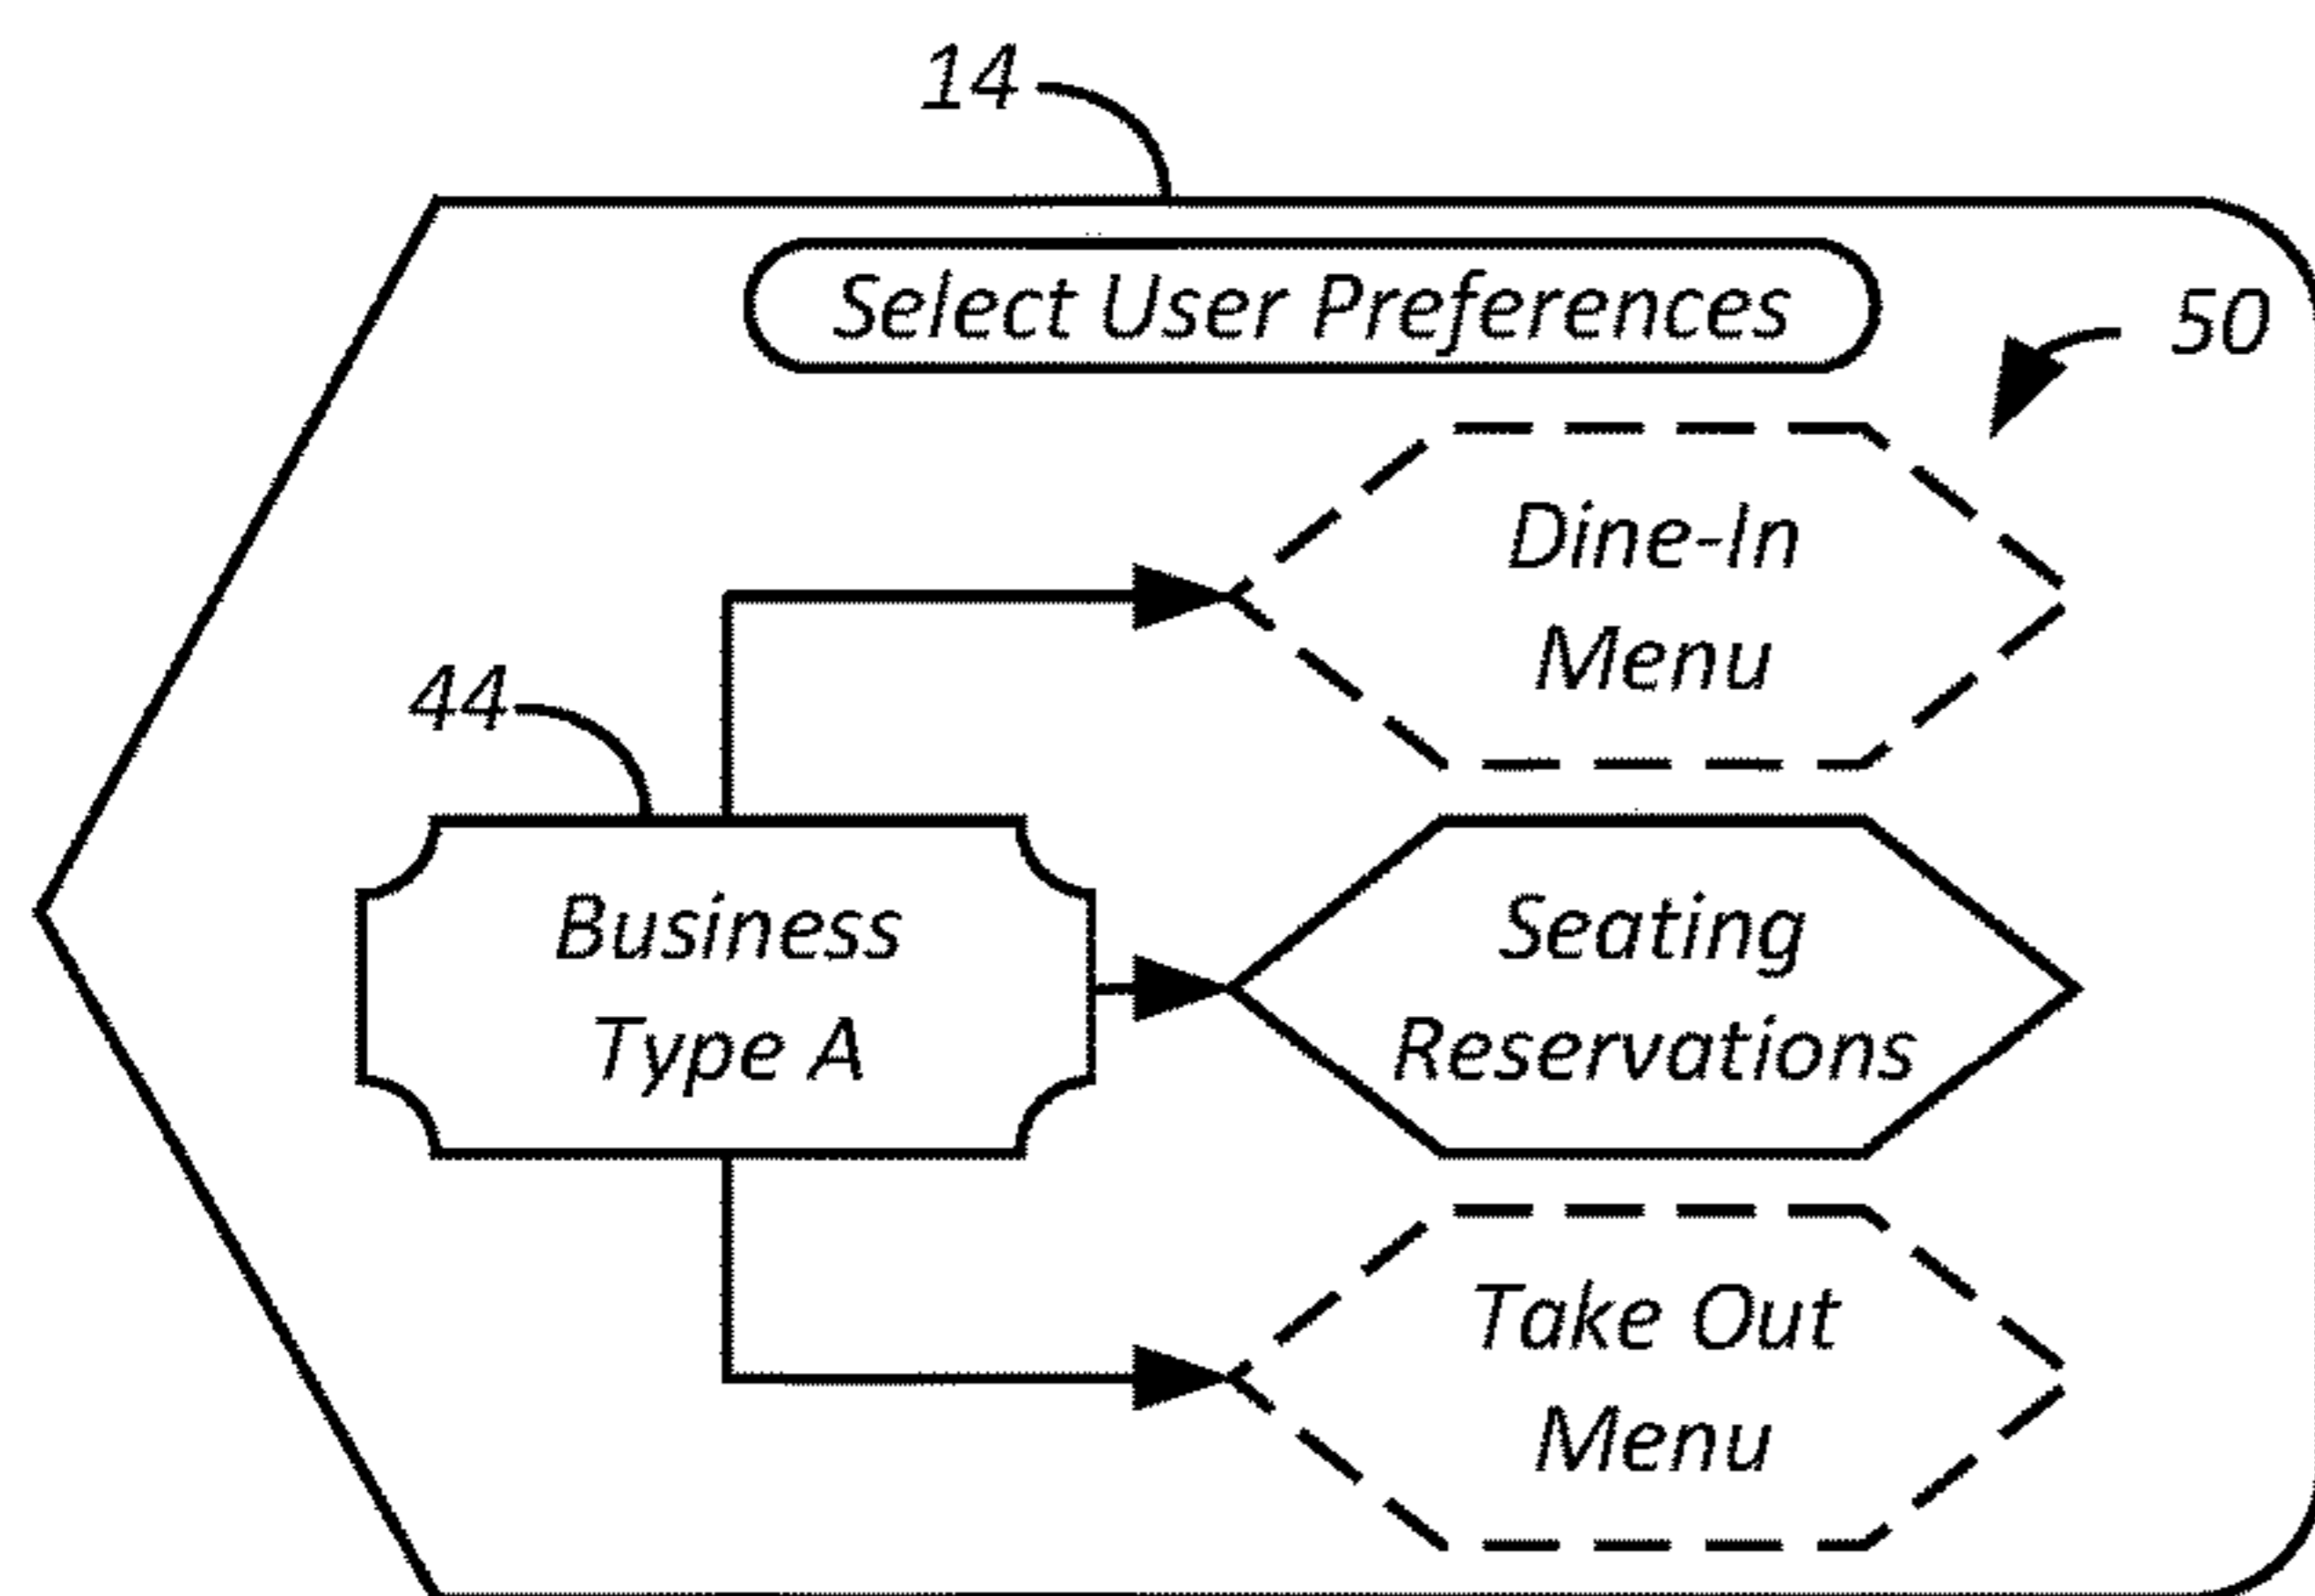 14
Select User Preferences
50
Dine-In
Menu
44
Business
Type A
Seating
Reservations
Take Out
Menu